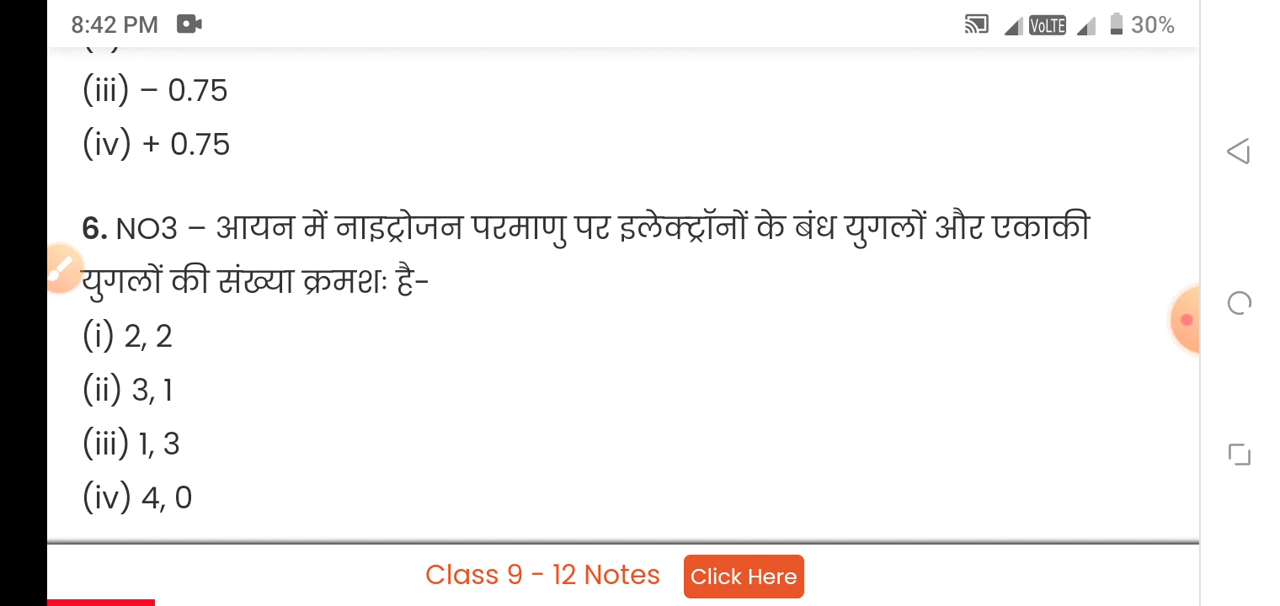 8:42 PM
VoLTE 30%
(iii) – 0.75
(iv) + 0.75
6. NO3 – आयन में नाइट्रोजन परमाणु पर इलेक्ट्रॉनों के बंध युगलों और एकाकी
युगलों की संख्या क्रमशः है-
(i) 2, 2
(ii) 3, 1
(iii) 1, 3
(iv) 4, 0
Class 9 - 12 Notes Click Here